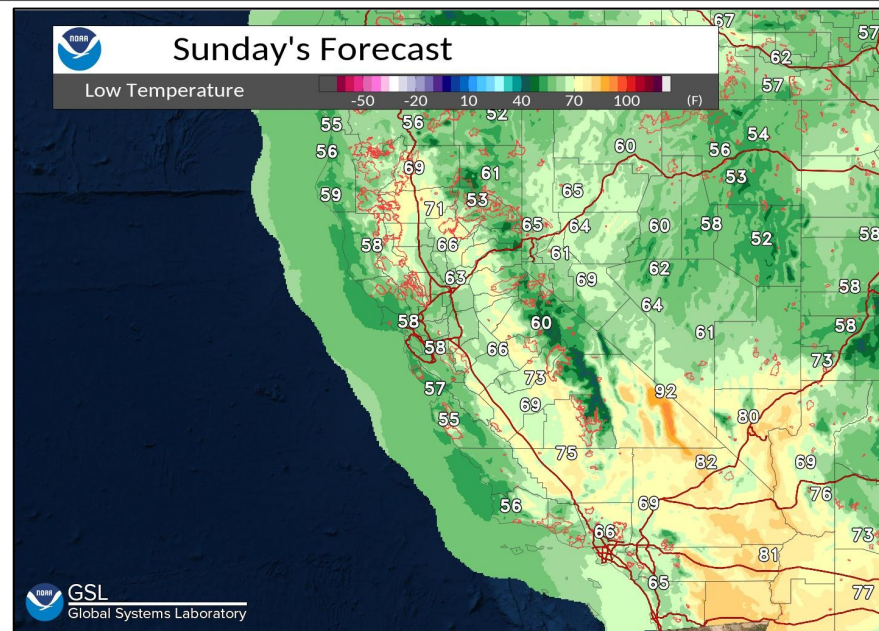 NOAA
Sunday's Forecast
Low Temperature
-50 -20 10 40 70 100 (F)
67
57
62
57
52
55 56
54
56
60 56
69 53
61
65
59 53
71
65 64 60 58
58 66 52 58
61
63 69 62
58
64
58 60 58
61
58 66
73
73
57 92
69
55 80
75
82 69
76
56 69
66 73
81
65 77
NOAA
GSL
Global Systems Laboratory